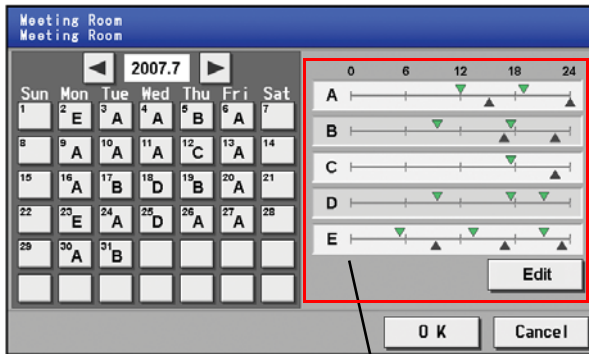 Meeting Room
Meeting Room
2007.7
Sun Mon Tue Wed Thu Fri Sat
1 2 E 3 A 4 A 5 B 6 A 7
8 9 A 10 A 11 A 12 C 13 A 14
15 16 A 17 B 18 D 19 B 20 A 21
22 23 E 24 A 25 D 26 A 27 A 28
29 30 A 31 B
0 6 12 18 24
A
B
C
D
E
Edit
OK Cancel